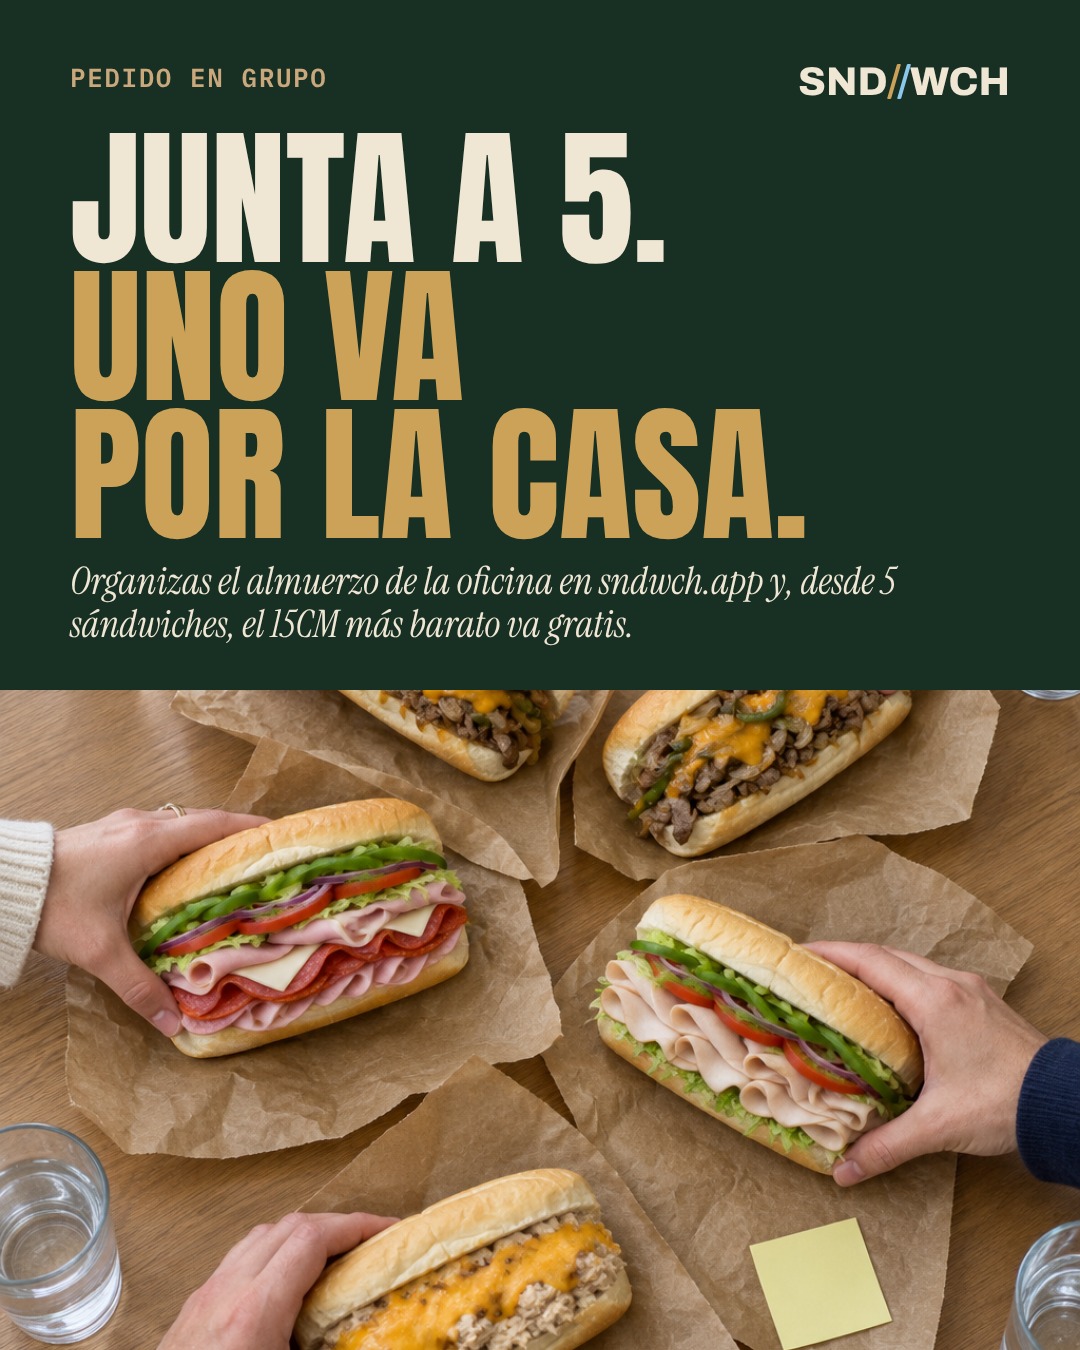 PEDIDO EN GRUPO
SND//WCH
JUNTA A 5.
UNO VA
POR LA CASA.
Organizas el almuerzo de la oficina en sndwch.app y, desde 5
sándwiches, el 15CM más barato va gratis.